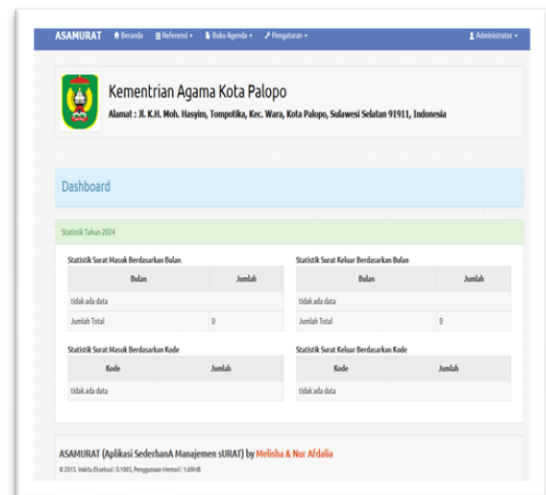 ASAMURAT Beranda Referensi Buku Agenda Pengaturan Administrator
Kementrian Agama Kota Palopo
Alamat : Jl. K.H. Moh. Hasyim, Tompotika, Kec. Wara, Kota Palopo, Sulawesi Selatan 91911, Indonesia
Dashboard
Statistik Tahun 2024
Statistik Surat Masuk Berdasarkan Bulan
Bulan Jumlah
tidak ada data
Jumlah Total 0
Statistik Surat Keluar Berdasarkan Bulan
Bulan Jumlah
tidak ada data
Jumlah Total 0
Statistik Surat Masuk Berdasarkan Kode
Kode Jumlah
tidak ada data
Statistik Surat Keluar Berdasarkan Kode
Kode Jumlah
tidak ada data
ASAMURAT (Aplikasi SederhanA Manajemen sURAT) by Melisha & Nur Afdalia
© 2015. Waktu Eksekusi : 0.1003, Penggunaan Memori : 1.69MB